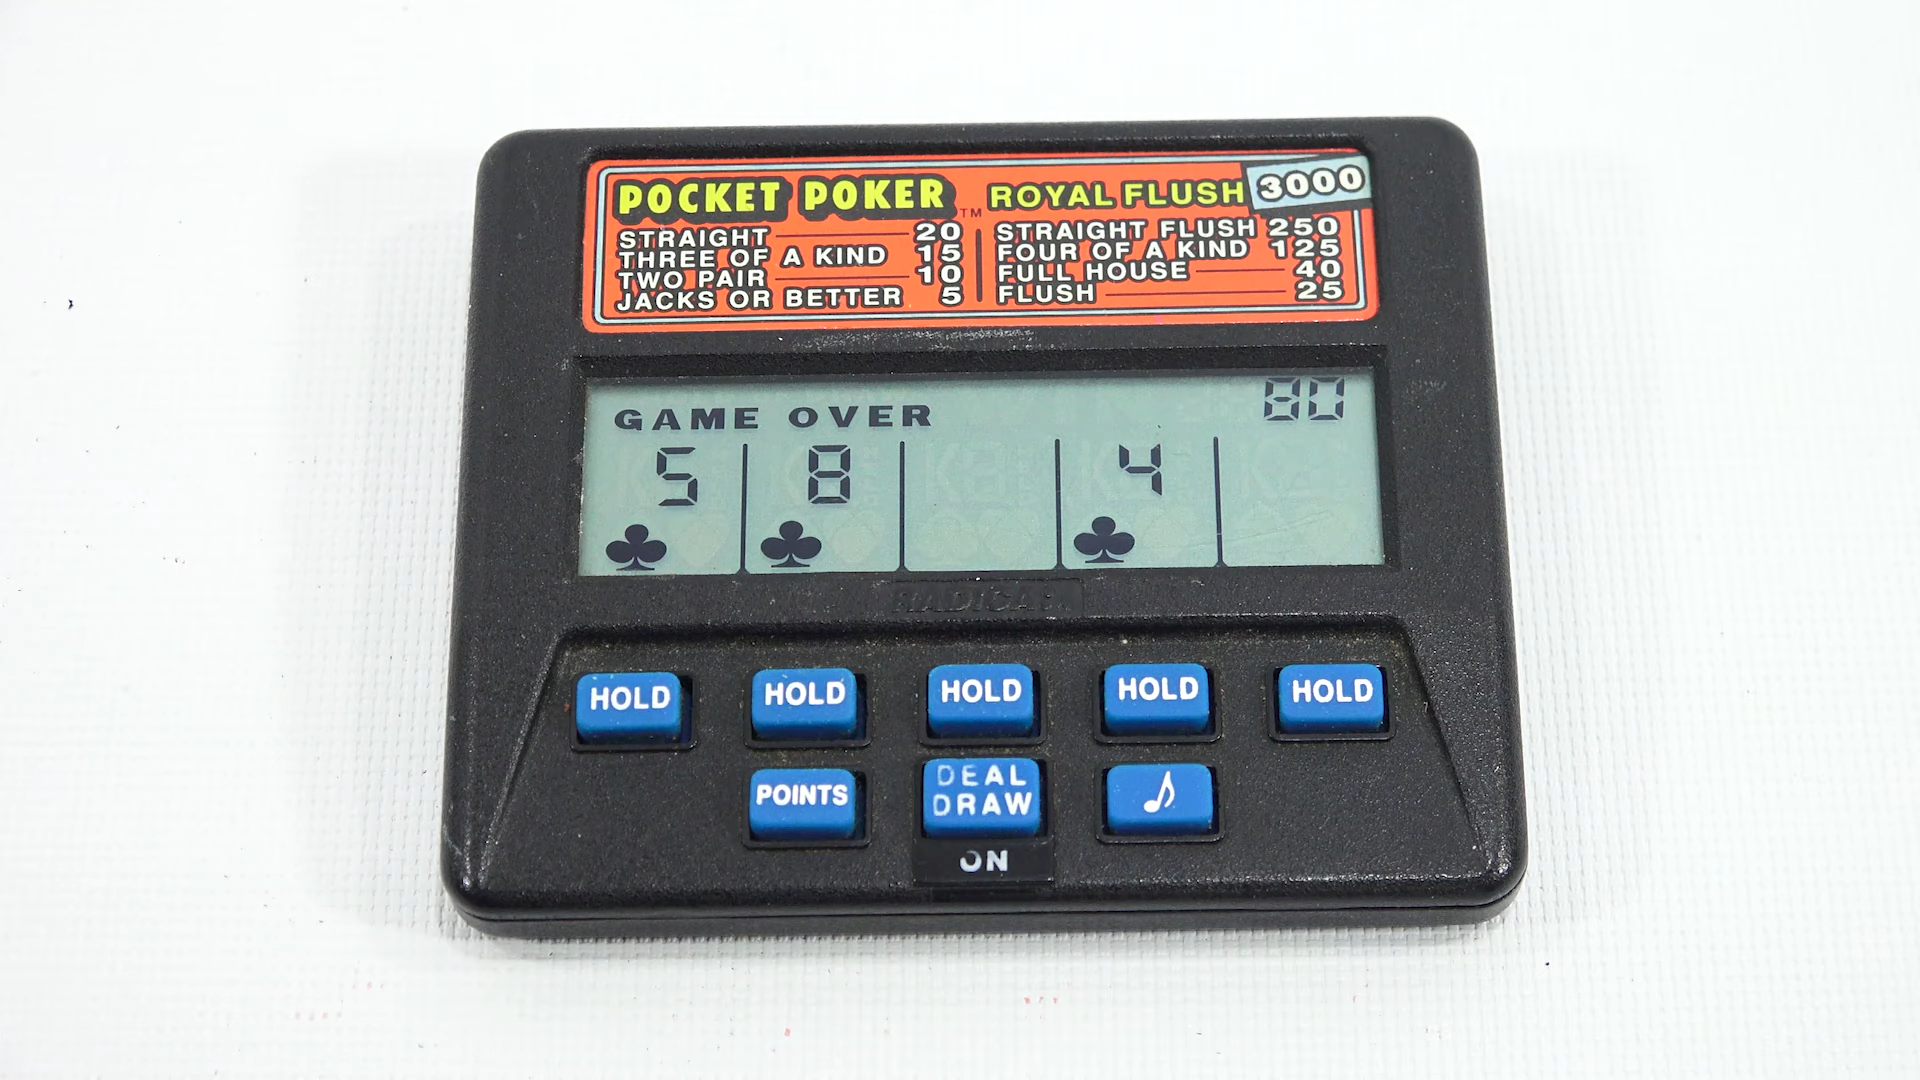 POCKET POKER™
STRAIGHT 20
THREE OF A KIND 15
TWO PAIR 10
JACKS OR BETTER 5
ROYAL FLUSH 3000
STRAIGHT FLUSH 250
FOUR OF A KIND 125
FULL HOUSE 40
FLUSH 25
GAME OVER 80
5 8 4
RADICA
HOLD HOLD HOLD HOLD HOLD
POINTS
DEAL
DRAW
ON